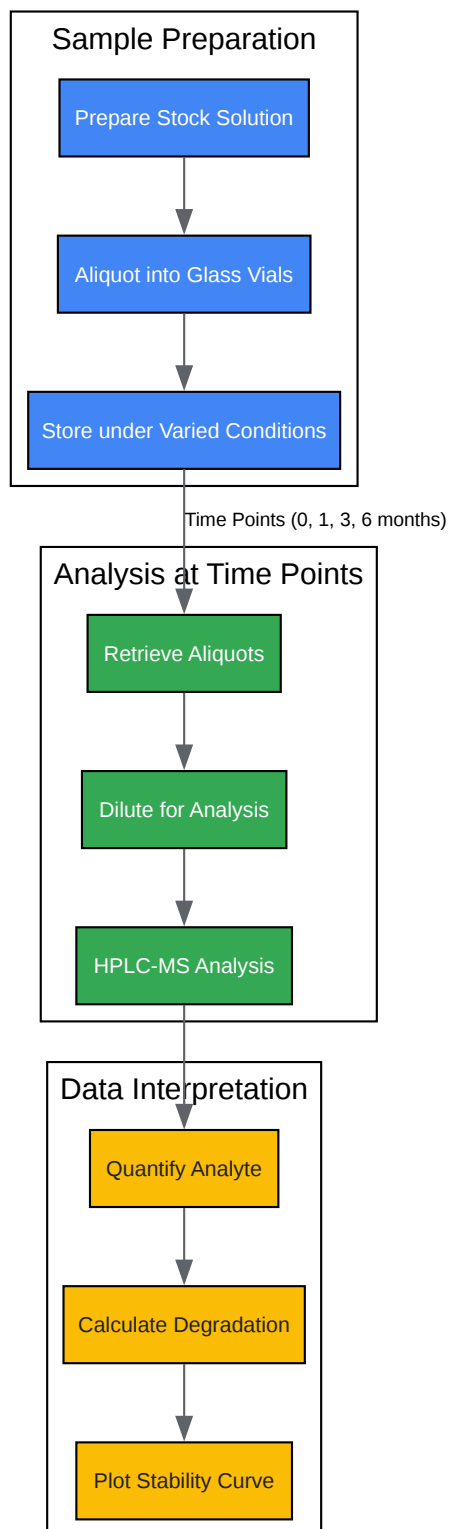 Sample Preparation
Prepare Stock Solution
Aliquot into Glass Vials
Store under Varied Conditions
Time Points (0, 1, 3, 6 months)
Analysis at Time Points
Retrieve Aliquots
Dilute for Analysis
HPLC-MS Analysis
Data Interpretation
Quantify Analyte
Calculate Degradation
Plot Stability Curve